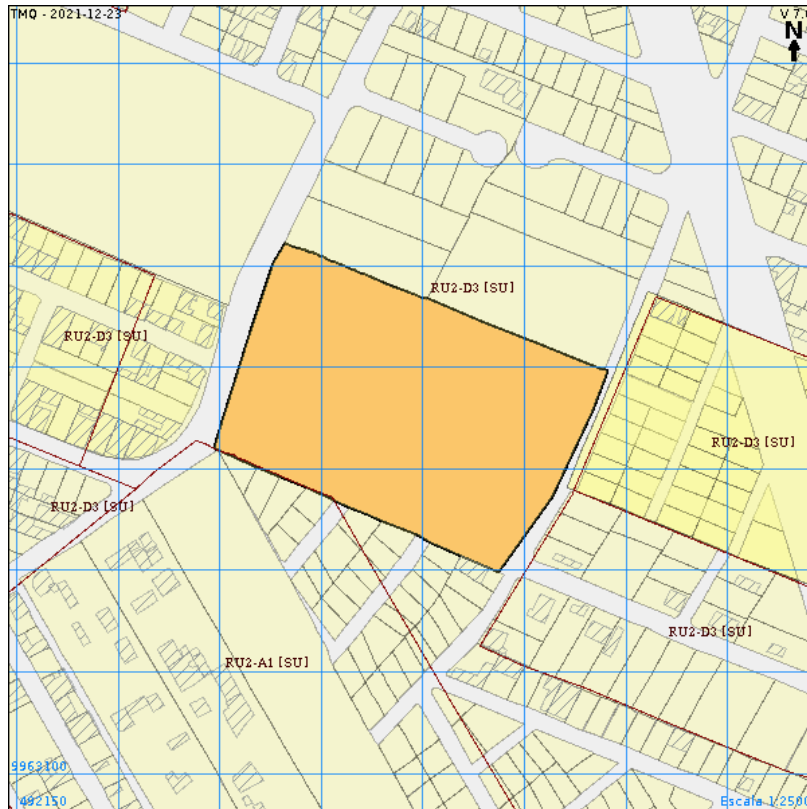 TMQ - 2021-12-23
N
RU2-D3 [SU]
RU2-D3 [SU]
RU2-D3 [SU]
RU2-D3 [SU]
RU2-D3 [SU]
RU2-A1 [SU]
9963100
492150